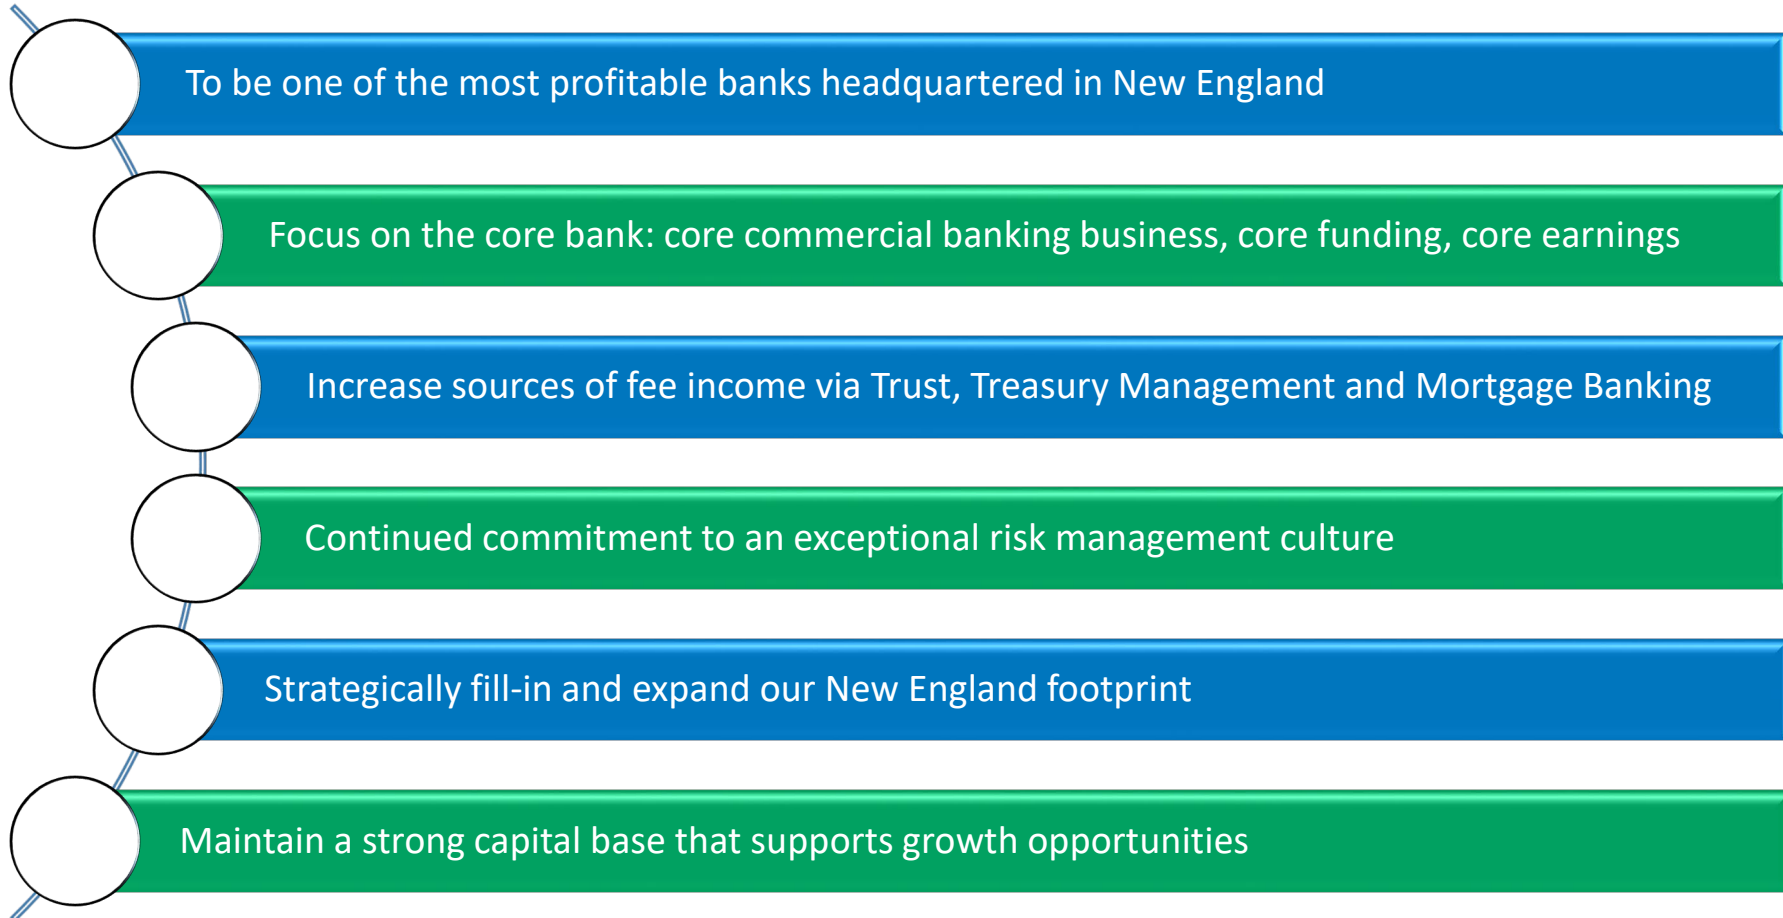 To be one of the most profitable banks headquartered in New England
Focus on the core bank: core commercial banking business, core funding, core earnings
Increase sources of fee income via Trust, Treasury Management and Mortgage Banking
Continued commitment to an exceptional risk management culture
Strategically fill-in and expand our New England footprint
Maintain a strong capital base that supports growth opportunities